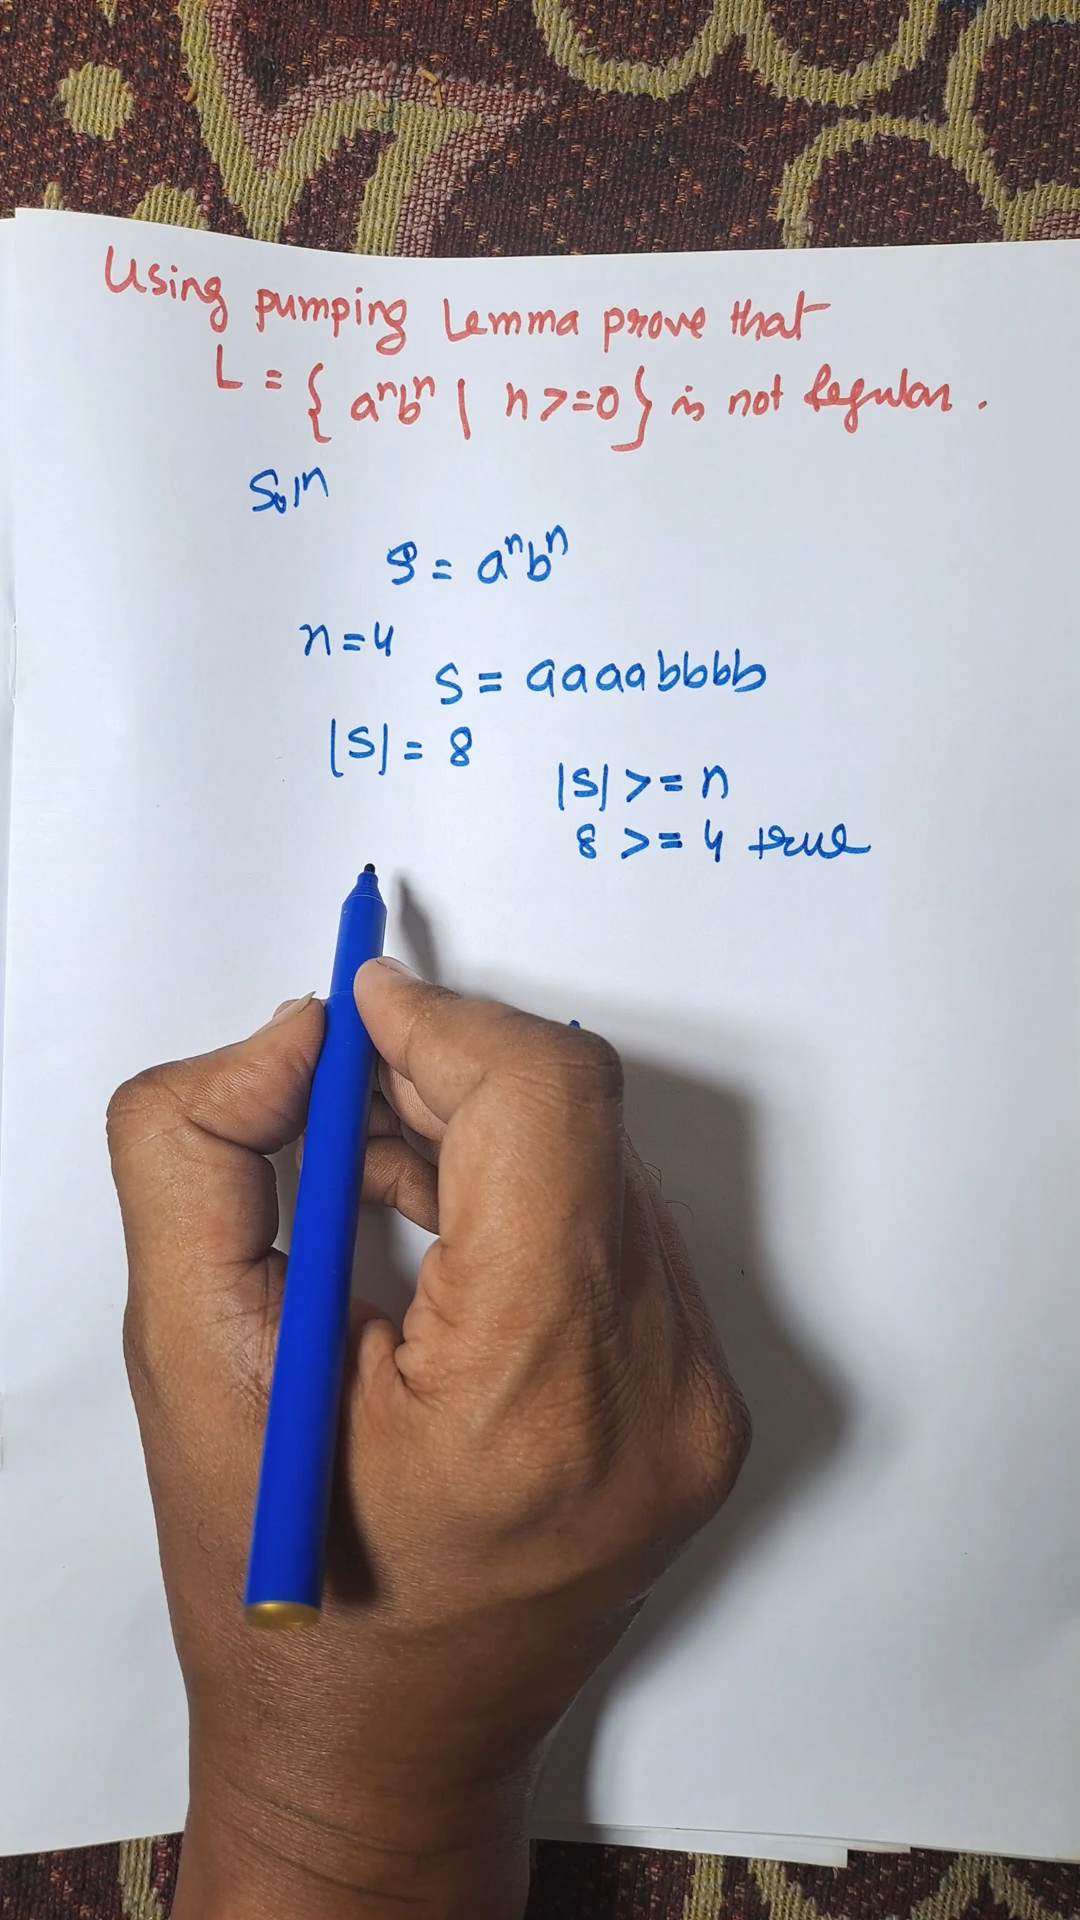 Using pumping Lemma prove that
L = { aⁿbⁿ | n >= 0 } is not Regular.
Soln
S = aⁿbⁿ
n = 4
S = aaaabbbb
|S| = 8
|S| >= n
8 >= 4 true